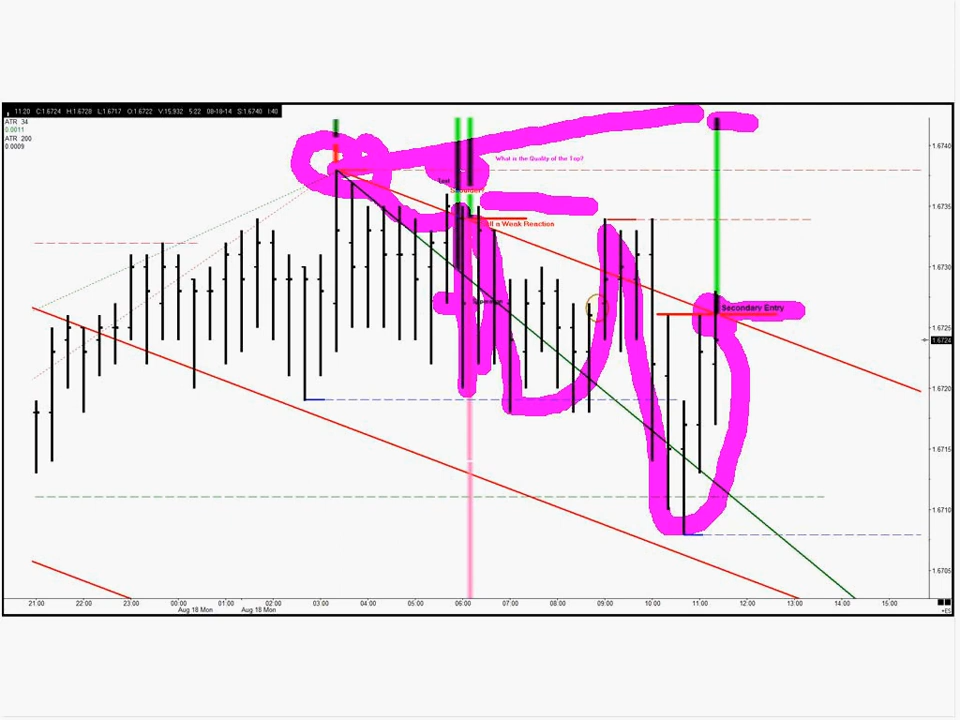 11:20 C:1.6724 H:1.6728 L:1.6717 O:1.6722 V:15,932 5:22 08-18-14 S:1.6740 I:40
ATR 34
0.0011
ATR 200
0.0009
1.6740
What is the Quality of the Top?
Test
Secondary
1.6735
ll a Weak Reaction
1.6730
Secondary Entry
1.6725
1.6724
1.6720
1.6715
1.6710
1.6705
21:00 22:00 23:00 00:00 01:00 02:00 03:00 04:00 05:00 06:00 07:00 08:00 09:00 10:00 11:00 12:00 13:00 14:00 15:00
Aug 18 Mon Aug 18 Mon